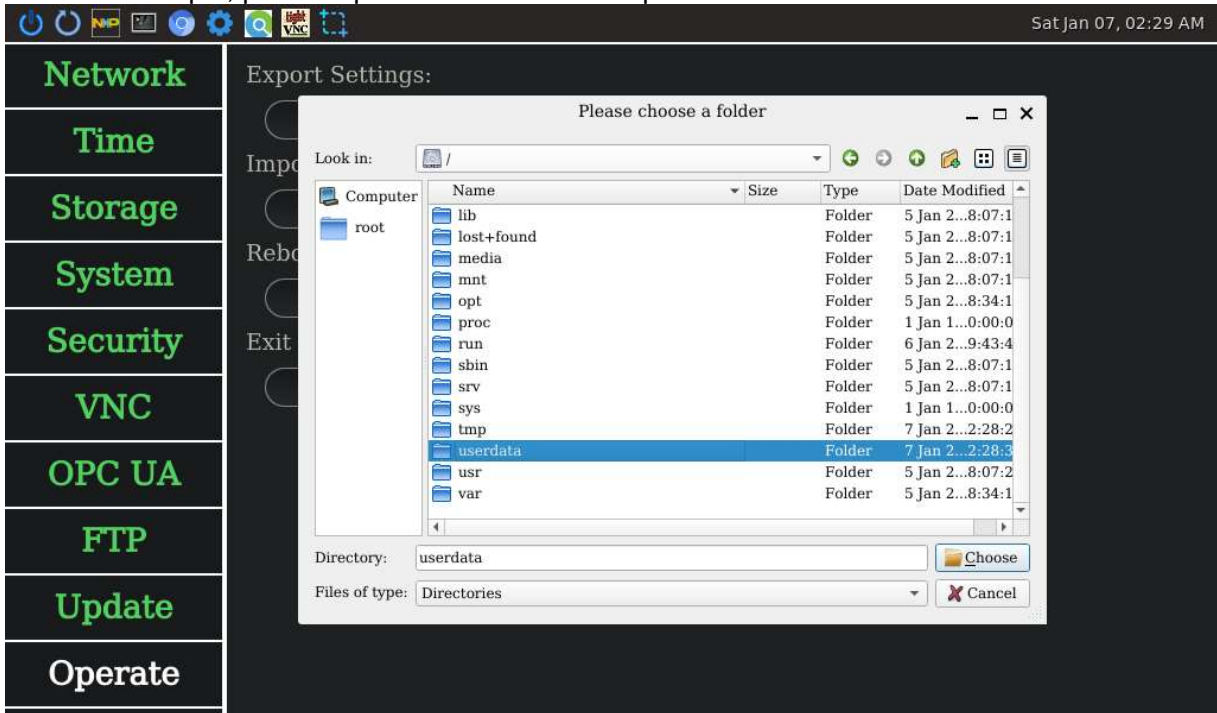 NXP
tight
VNC
Sat Jan 07, 02:29 AM
Network
Time
Storage
System
Security
VNC
OPC UA
FTP
Update
Operate
Export Settings:
Impo
Rebo
Exit
Please choose a folder
Look in: /
Computer
root
Name Size Type Date Modified
lib Folder 5 Jan 2...8:07:1
lost+found Folder 5 Jan 2...8:07:1
media Folder 5 Jan 2...8:07:1
mnt Folder 5 Jan 2...8:07:1
opt Folder 5 Jan 2...8:34:1
proc Folder 1 Jan 1...0:00:0
run Folder 6 Jan 2...9:43:4
sbin Folder 5 Jan 2...8:07:1
srv Folder 5 Jan 2...8:07:1
sys Folder 1 Jan 1...0:00:0
tmp Folder 7 Jan 2...2:28:2
userdata Folder 7 Jan 2...2:28:3
usr Folder 5 Jan 2...8:07:2
var Folder 5 Jan 2...8:34:1
Directory: userdata Choose
Files of type: Directories Cancel